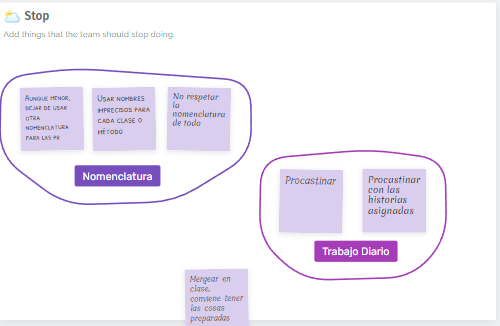 Stop
Add things that the team should stop doing.
Aunque menor,
dejar de usar
otra
nomenclatura
para las PR
Usar nombres
imprecisos para
cada clase o
método
No respetar
la
nomenclatura
de todo
Nomenclatura
Procastinar
Procastinar
con las
historias
asignadas
Trabajo Diario
Mergear en
clase,
conviene tener
las cosas
preparadas